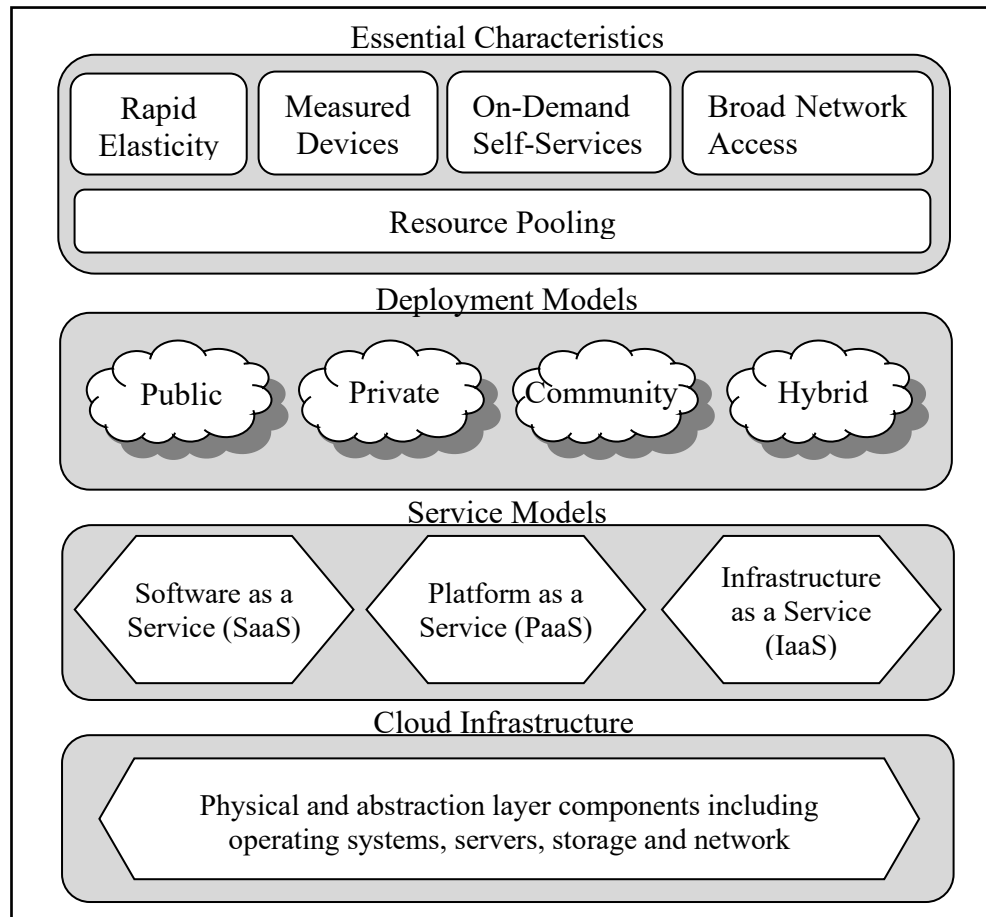 Essential Characteristics
Rapid
Elasticity
Measured
Devices
On-Demand
Self-Services
Broad Network
Access
Resource Pooling
Deployment Models
Public
Private
Community
Hybrid
Service Models
Software as a
Service (SaaS)
Platform as a
Service (PaaS)
Infrastructure
as a Service
(IaaS)
Cloud Infrastructure
Physical and abstraction layer components including
operating systems, servers, storage and network